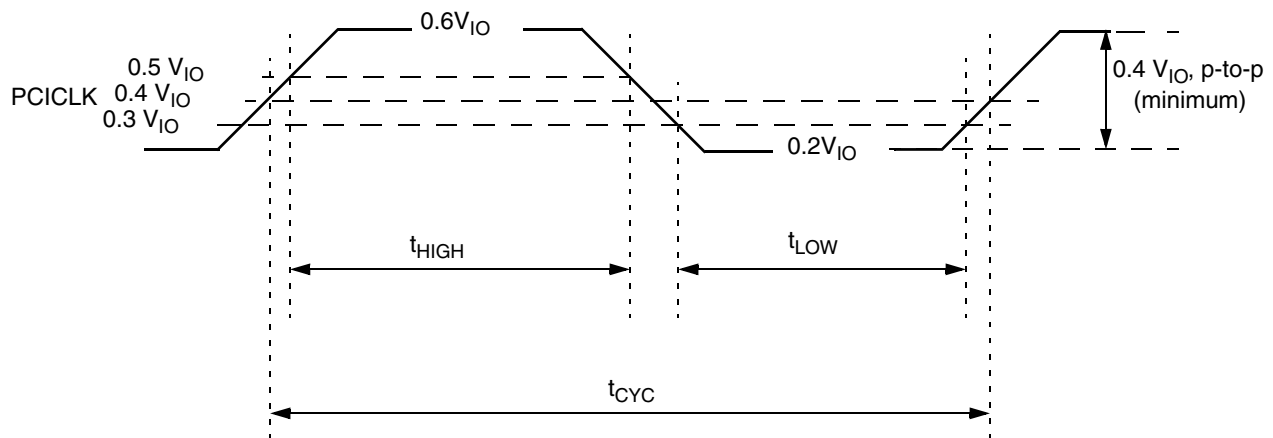 0.6V_IO
0.5 V_IO
PCICLK 0.4 V_IO
0.3 V_IO
0.4 V_IO, p-to-p
(minimum)
0.2V_IO
t_HIGH
t_LOW
t_CYC